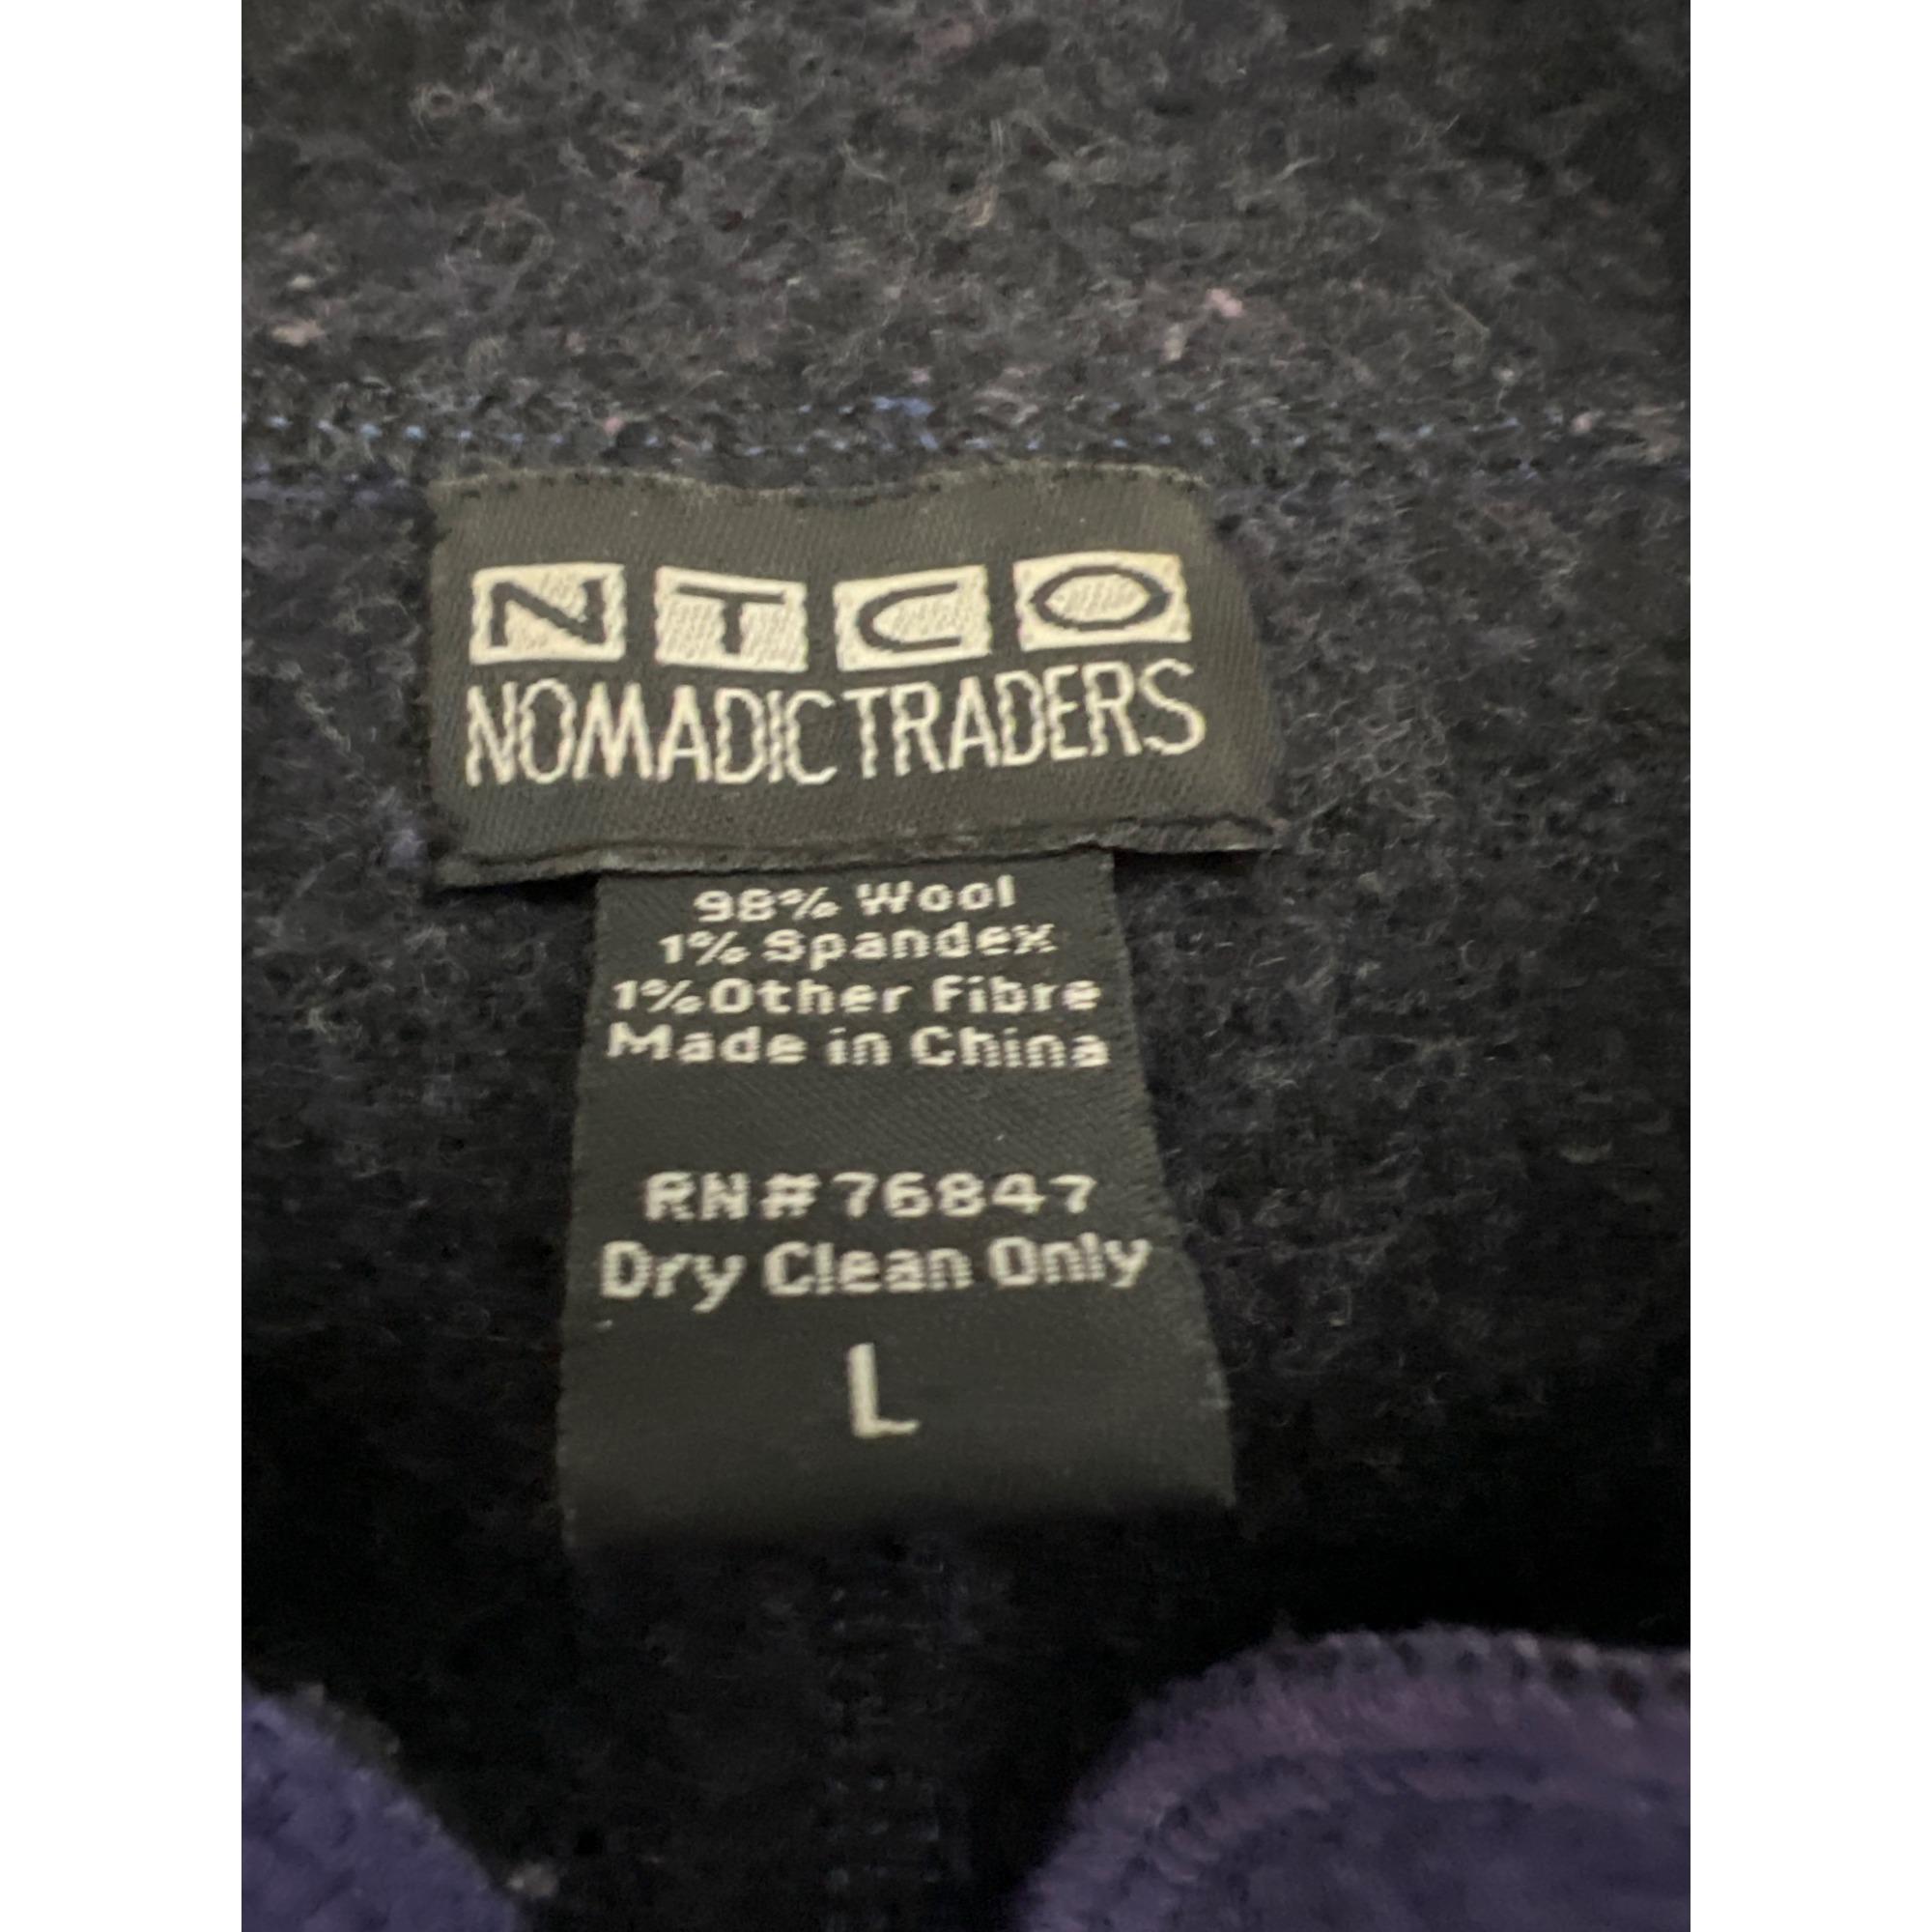 NTCO
NOMADIC TRADERS
98% Wool
1% Spandex
1% Other Fibre
Made in China
RN#76847
Dry Clean Only
L